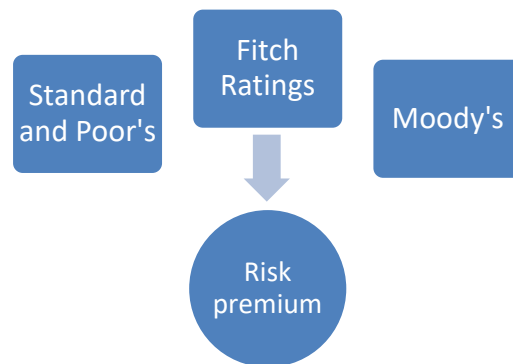 Standard
and Poor's
Fitch
Ratings
Moody's
Risk
premium